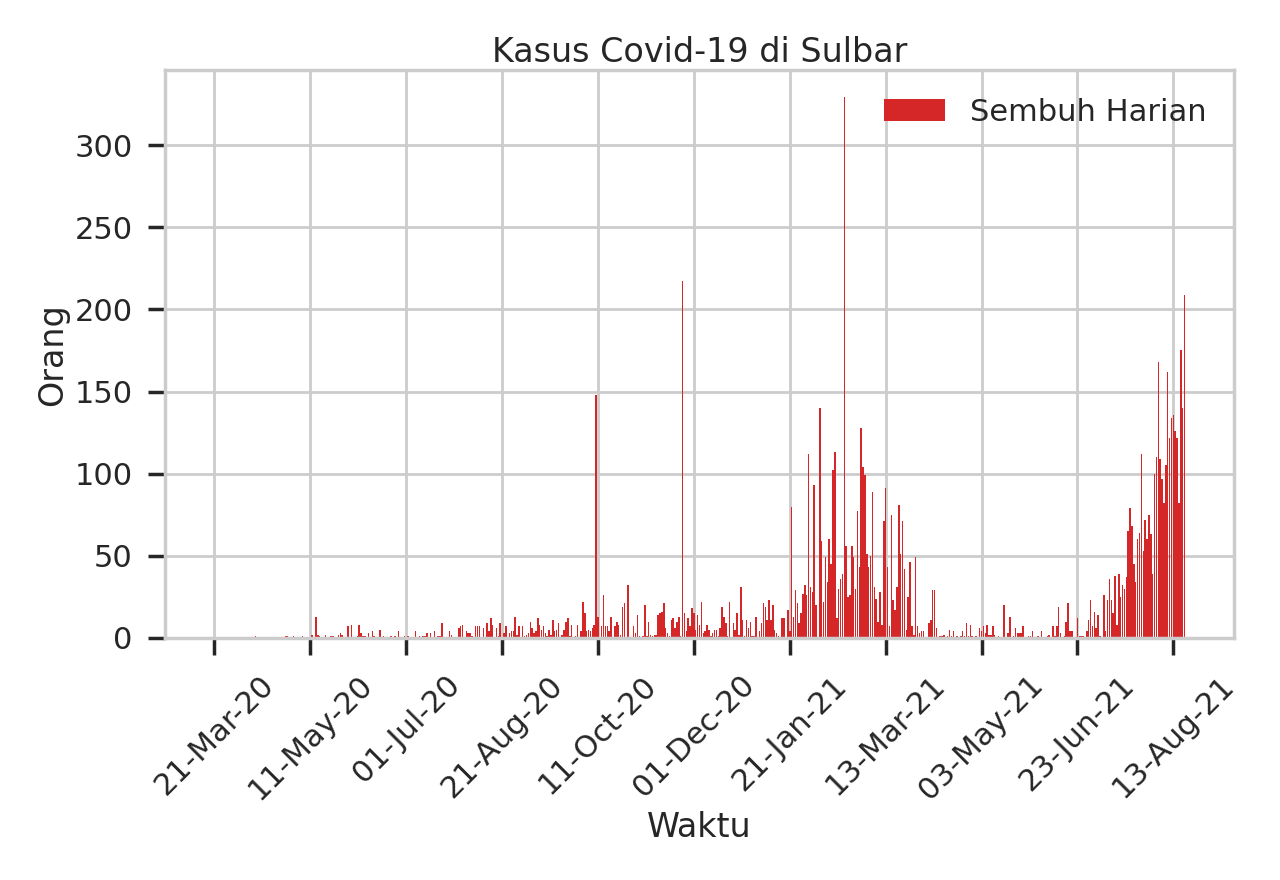 Kasus Covid-19 di Sulbar
Sembuh Harian
Orang
300
250
200
150
100
50
0
21-Mar-20
11-May-20
01-Jul-20
21-Aug-20
11-Oct-20
01-Dec-20
21-Jan-21
13-Mar-21
03-May-21
23-Jun-21
13-Aug-21
Waktu